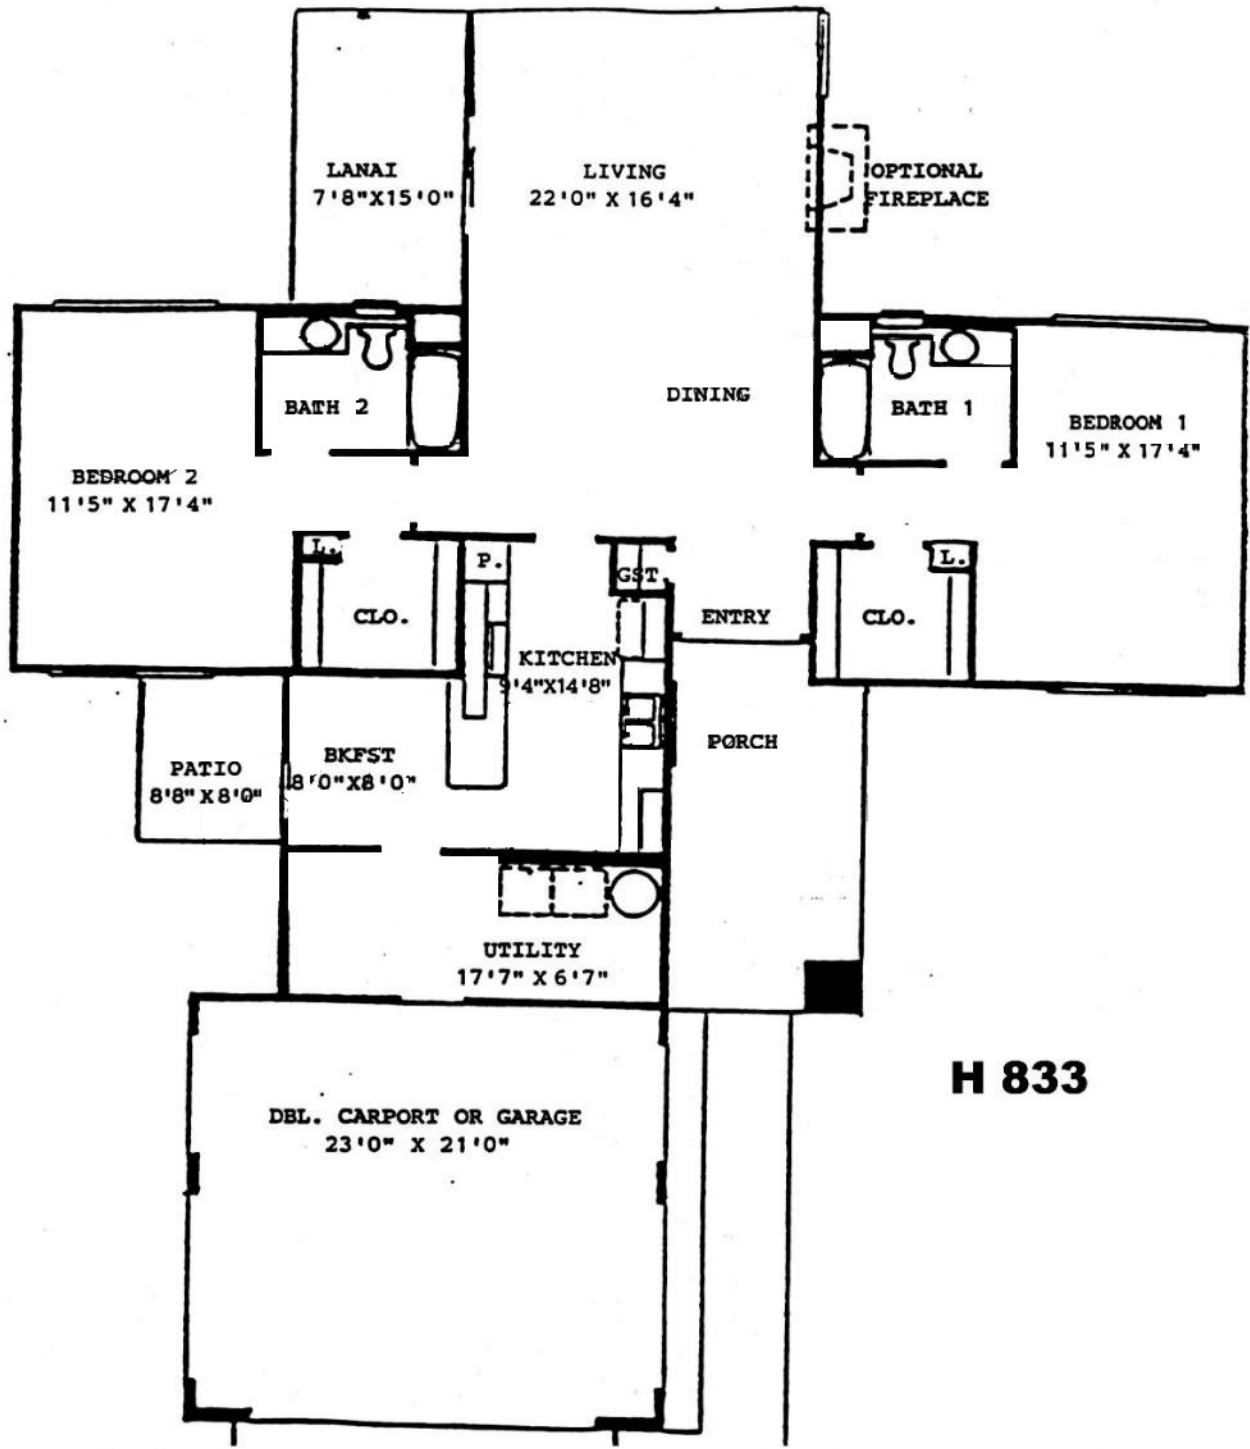 LANAI
7'8"X15'0"
LIVING
22'0" X 16'4"
OPTIONAL
FIREPLACE
DINING
BATH 2
BATH 1
BEDROOM 1
11'5" X 17'4"
BEDROOM 2
11'5" X 17'4"
L.
P.
GST.
L.
CLO.
ENTRY
CLO.
KITCHEN
9'4"X14'8"
PORCH
BKFST
8'0"X8'0"
PATIO
8'8" X 8'0"
UTILITY
17'7" X 6'7"
H 833
DBL. CARPORT OR GARAGE
23'0" X 21'0"